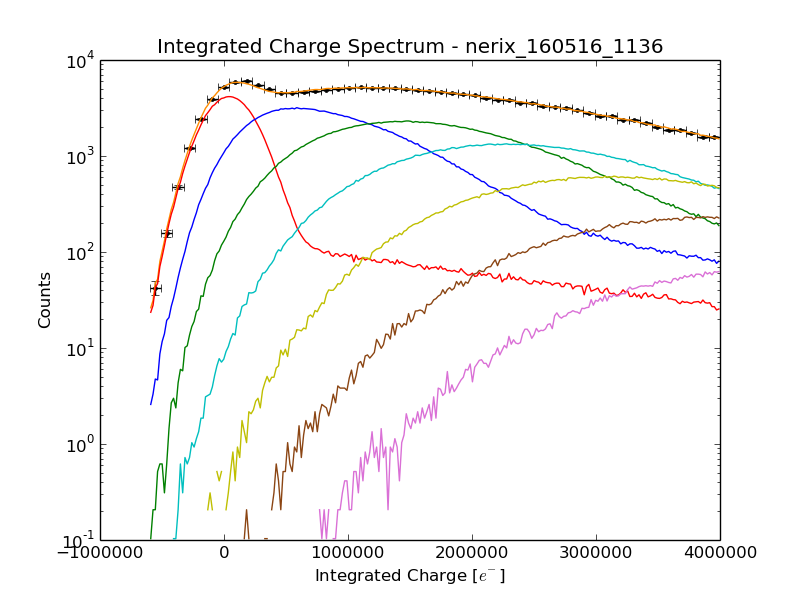 Integrated Charge Spectrum - nerix_160516_1136
10^4
10^3
10^2
10^1
10^0
10^-1
Counts
−1000000 0 1000000 2000000 3000000 4000000
Integrated Charge [e^-]